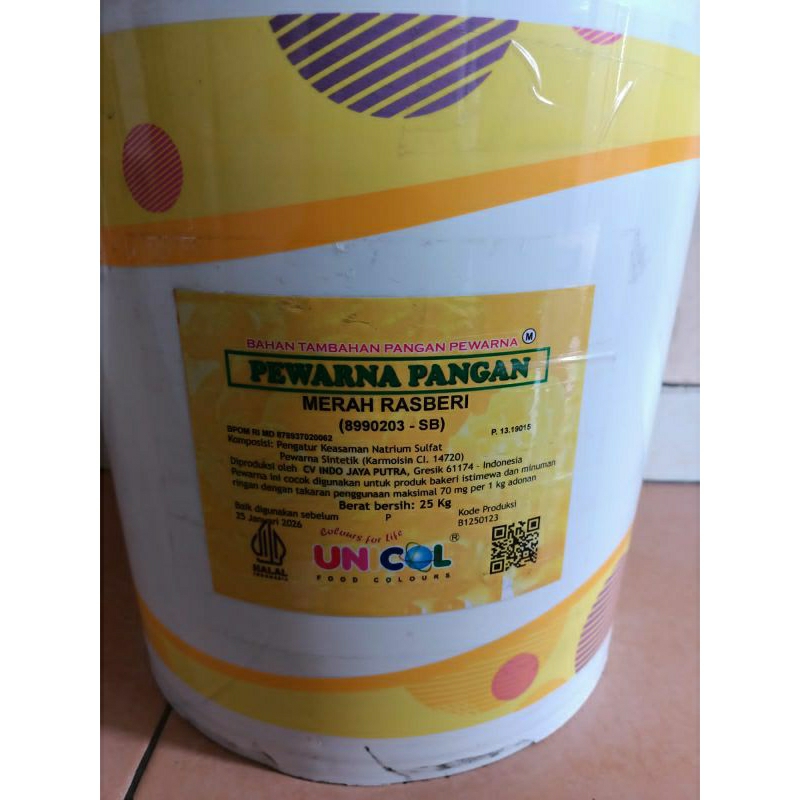 BAHAN TAMBAHAN PANGAN PEWARNA M
PEWARNA PANGAN
MERAH RASBERI
(8990203 - SB)
BPOM RI MD 878937020062
P. 13.19015
Komposisi: Pengatur Keasaman Natrium Sulfat
Pewarna Sintetik (Karmoisin CI. 14720)
Diproduksi oleh CV INDO JAYA PUTRA, Gresik 61174 - Indonesia
Pewarna ini cocok digunakan untuk produk bakeri istimewa dan minuman
ringan dengan takaran penggunaan maksimal 70 mg per 1 kg adonan
Berat bersih: 25 Kg
Baik digunakan sebelum P Kode Produksi
25 Januari 2026 B1250123
Colours for Life
UNICOL ®
FOOD COLOURS
HALAL
INDONESIA